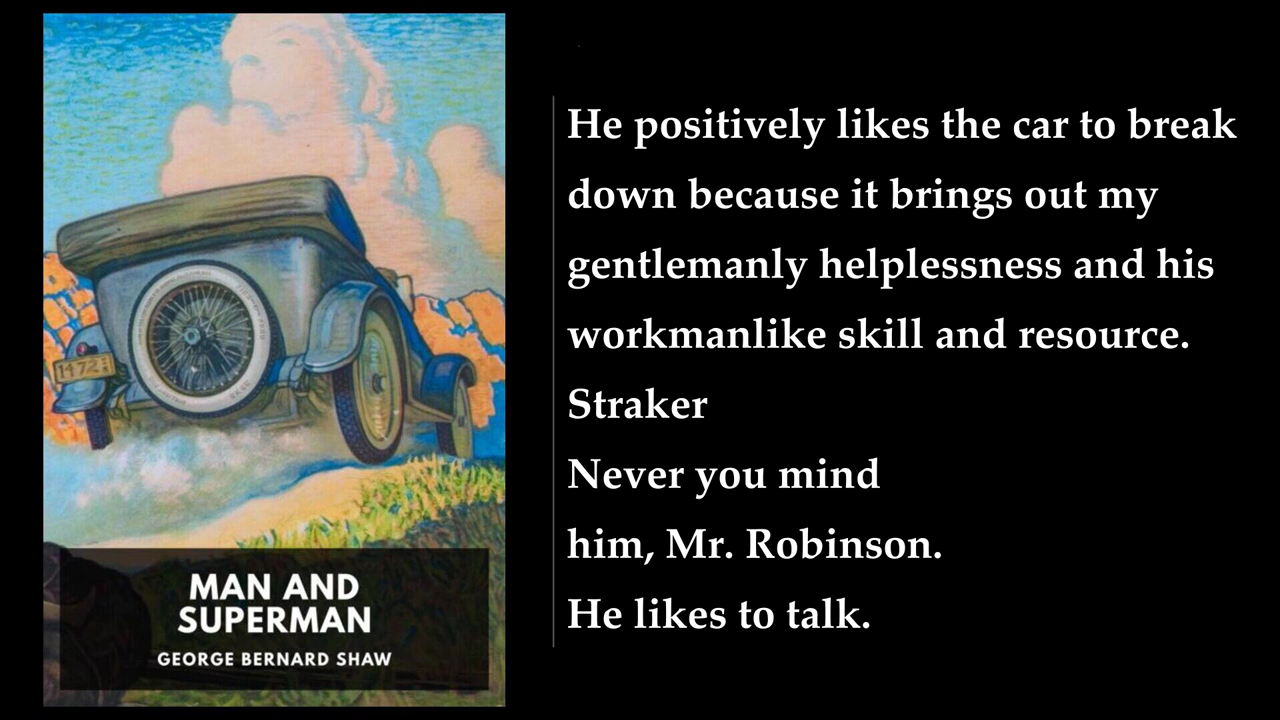 He positively likes the car to break
down because it brings out my
gentlemanly helplessness and his
workmanlike skill and resource.
Straker
Never you mind
him, Mr. Robinson.
He likes to talk.
1472
MAN AND
SUPERMAN
GEORGE BERNARD SHAW